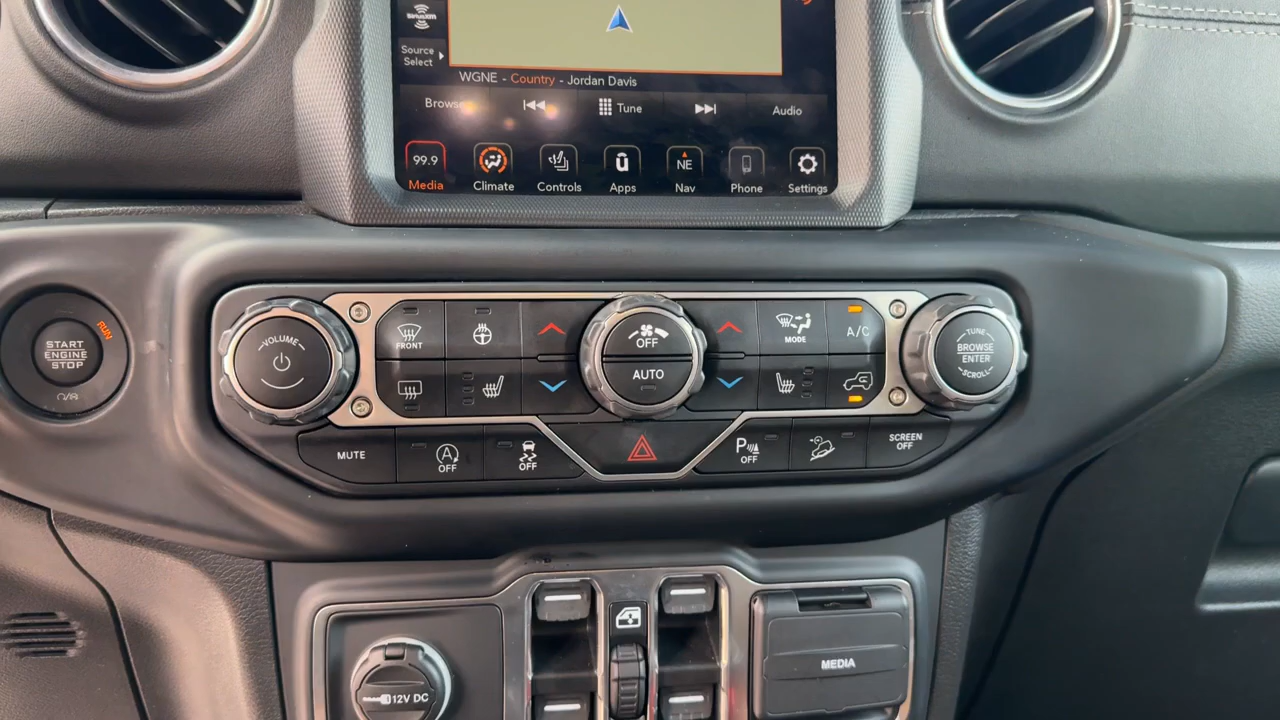 SiriusXM
Source
Select
WGNE - Country - Jordan Davis
Browse
Tune
Audio
99.9
NE
Media
Climate
Controls
Apps
Nav
Phone
Settings
RUN
START
ENGINE
STOP
VOLUME
FRONT
OFF
AUTO
MODE
A/C
TUNE
BROWSE
ENTER
SCROLL
MUTE
A
OFF
OFF
P
OFF
SCREEN
OFF
12V DC
MEDIA